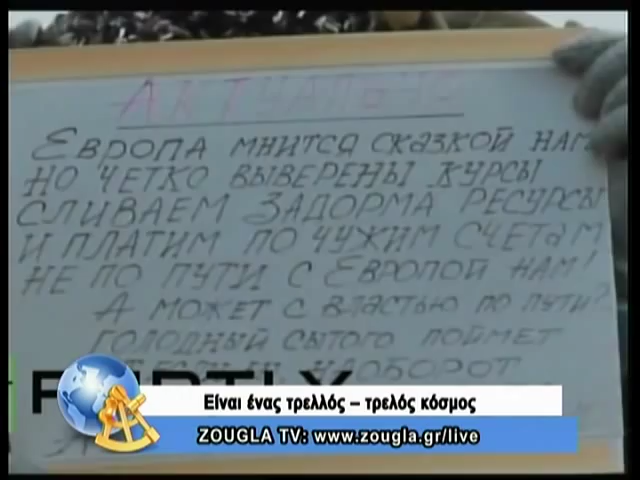 АКТУАЛЬНО
ЕВРОПА МНИТСЯ СКАЗКОЙ НАМ
НО ЧЕТКО ВЫВЕРЕНЫ КУРСЫ
СЛИВАЕМ ЗАДОРМА РЕСУРСЫ
И ПЛАТИМ ПО ЧУЖИМ СЧЕТАМ
НЕ ПО ПУТИ С ЕВРОПОЙ НАМ!
А МОЖЕТ С ВЛАСТЬЮ ПО ПУТИ?
ГОЛОДНЫЙ СЫТОГО ПОЙМЕТ
НАОБОРОТ
Είναι ένας τρελλός – τρελός κόσμος
ZOUGLA TV: www.zougla.gr/live